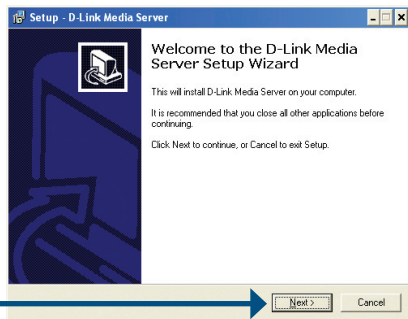 Setup - D-Link Media Server
Welcome to the D-Link Media
Server Setup Wizard
This will install D-Link Media Server on your computer.
It is recommended that you close all other applications before
continuing.
Click Next to continue, or Cancel to exit Setup.
Next >
Cancel